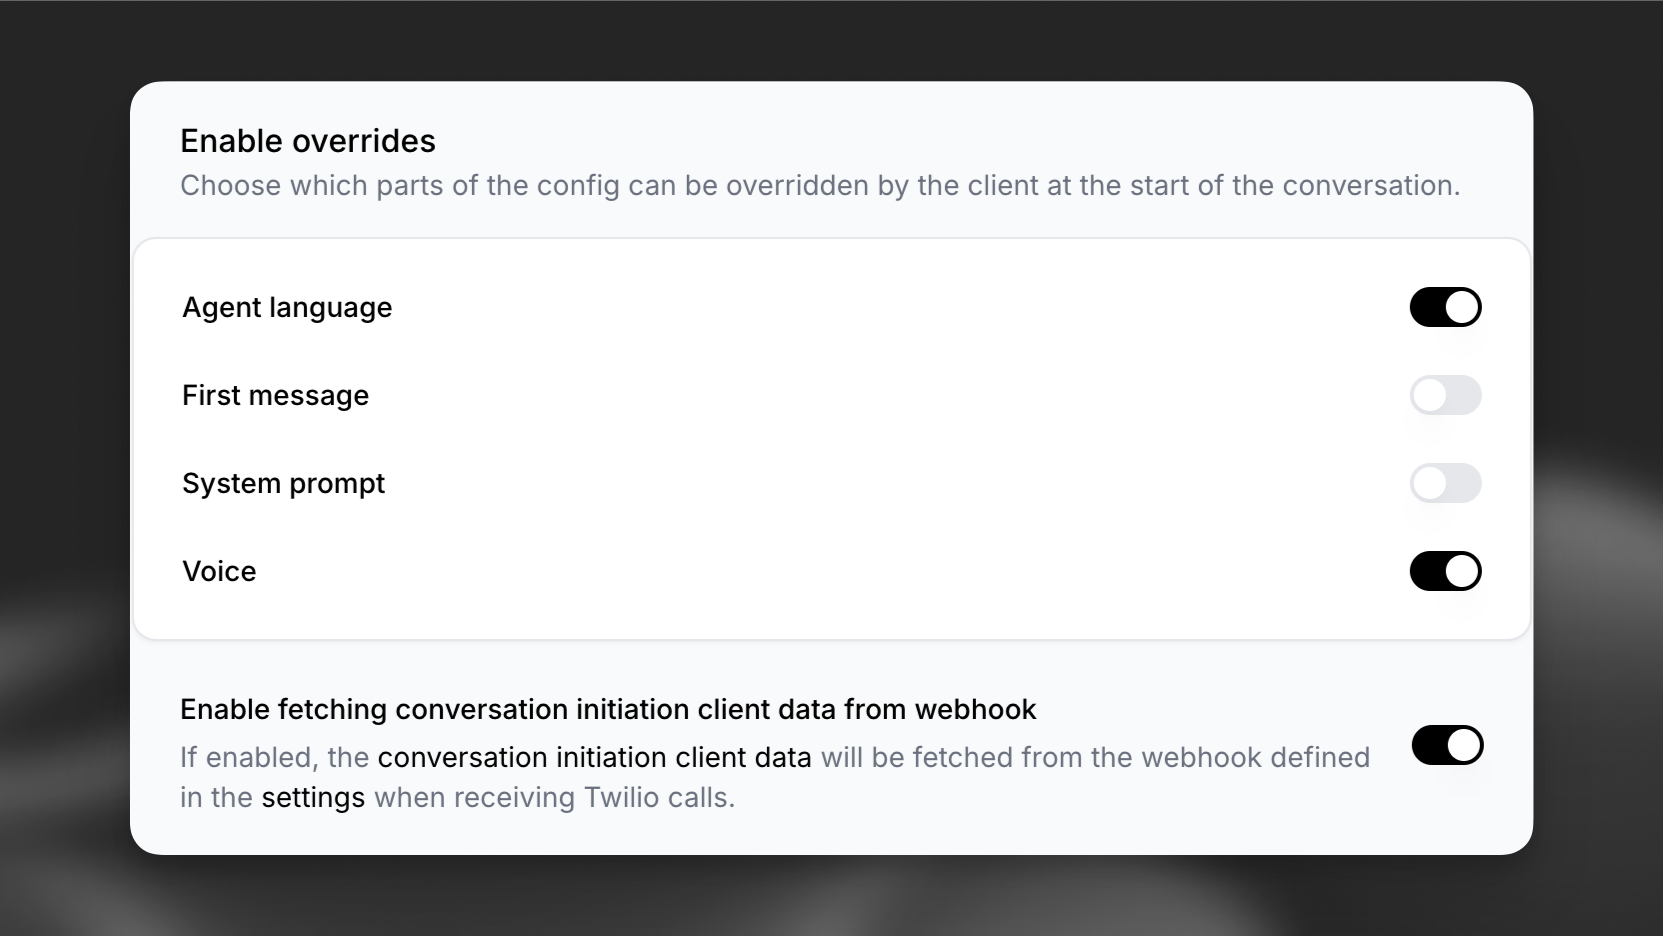 Enable overrides
Choose which parts of the config can be overridden by the client at the start of the conversation.
Agent language
First message
System prompt
Voice
Enable fetching conversation initiation client data from webhook
If enabled, the conversation initiation client data will be fetched from the webhook defined
in the settings when receiving Twilio calls.